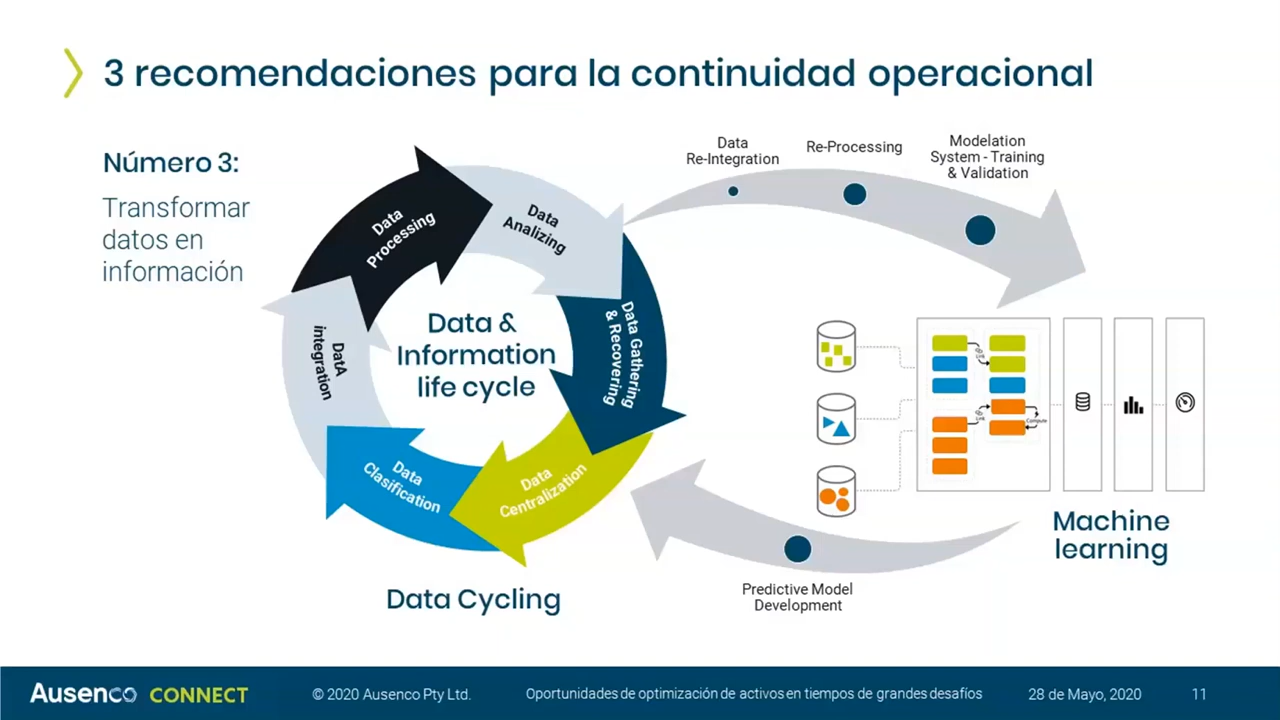 3 recomendaciones para la continuidad operacional
Número 3:
Transformar
datos en
información
Data
Processing
Data
Analizing
Data Gathering
& Recovering
Data
Centralization
Data
Clasification
DatA
integration
Data &
Information
life cycle
Data Cycling
Data
Re-Integration
Re-Processing
Modelation
System - Training
& Validation
Link
Link
Compute
Machine
learning
Predictive Model
Development
Ausenco CONNECT
© 2020 Ausenco Pty Ltd.
Oportunidades de optimización de activos en tiempos de grandes desafíos
28 de Mayo, 2020
11